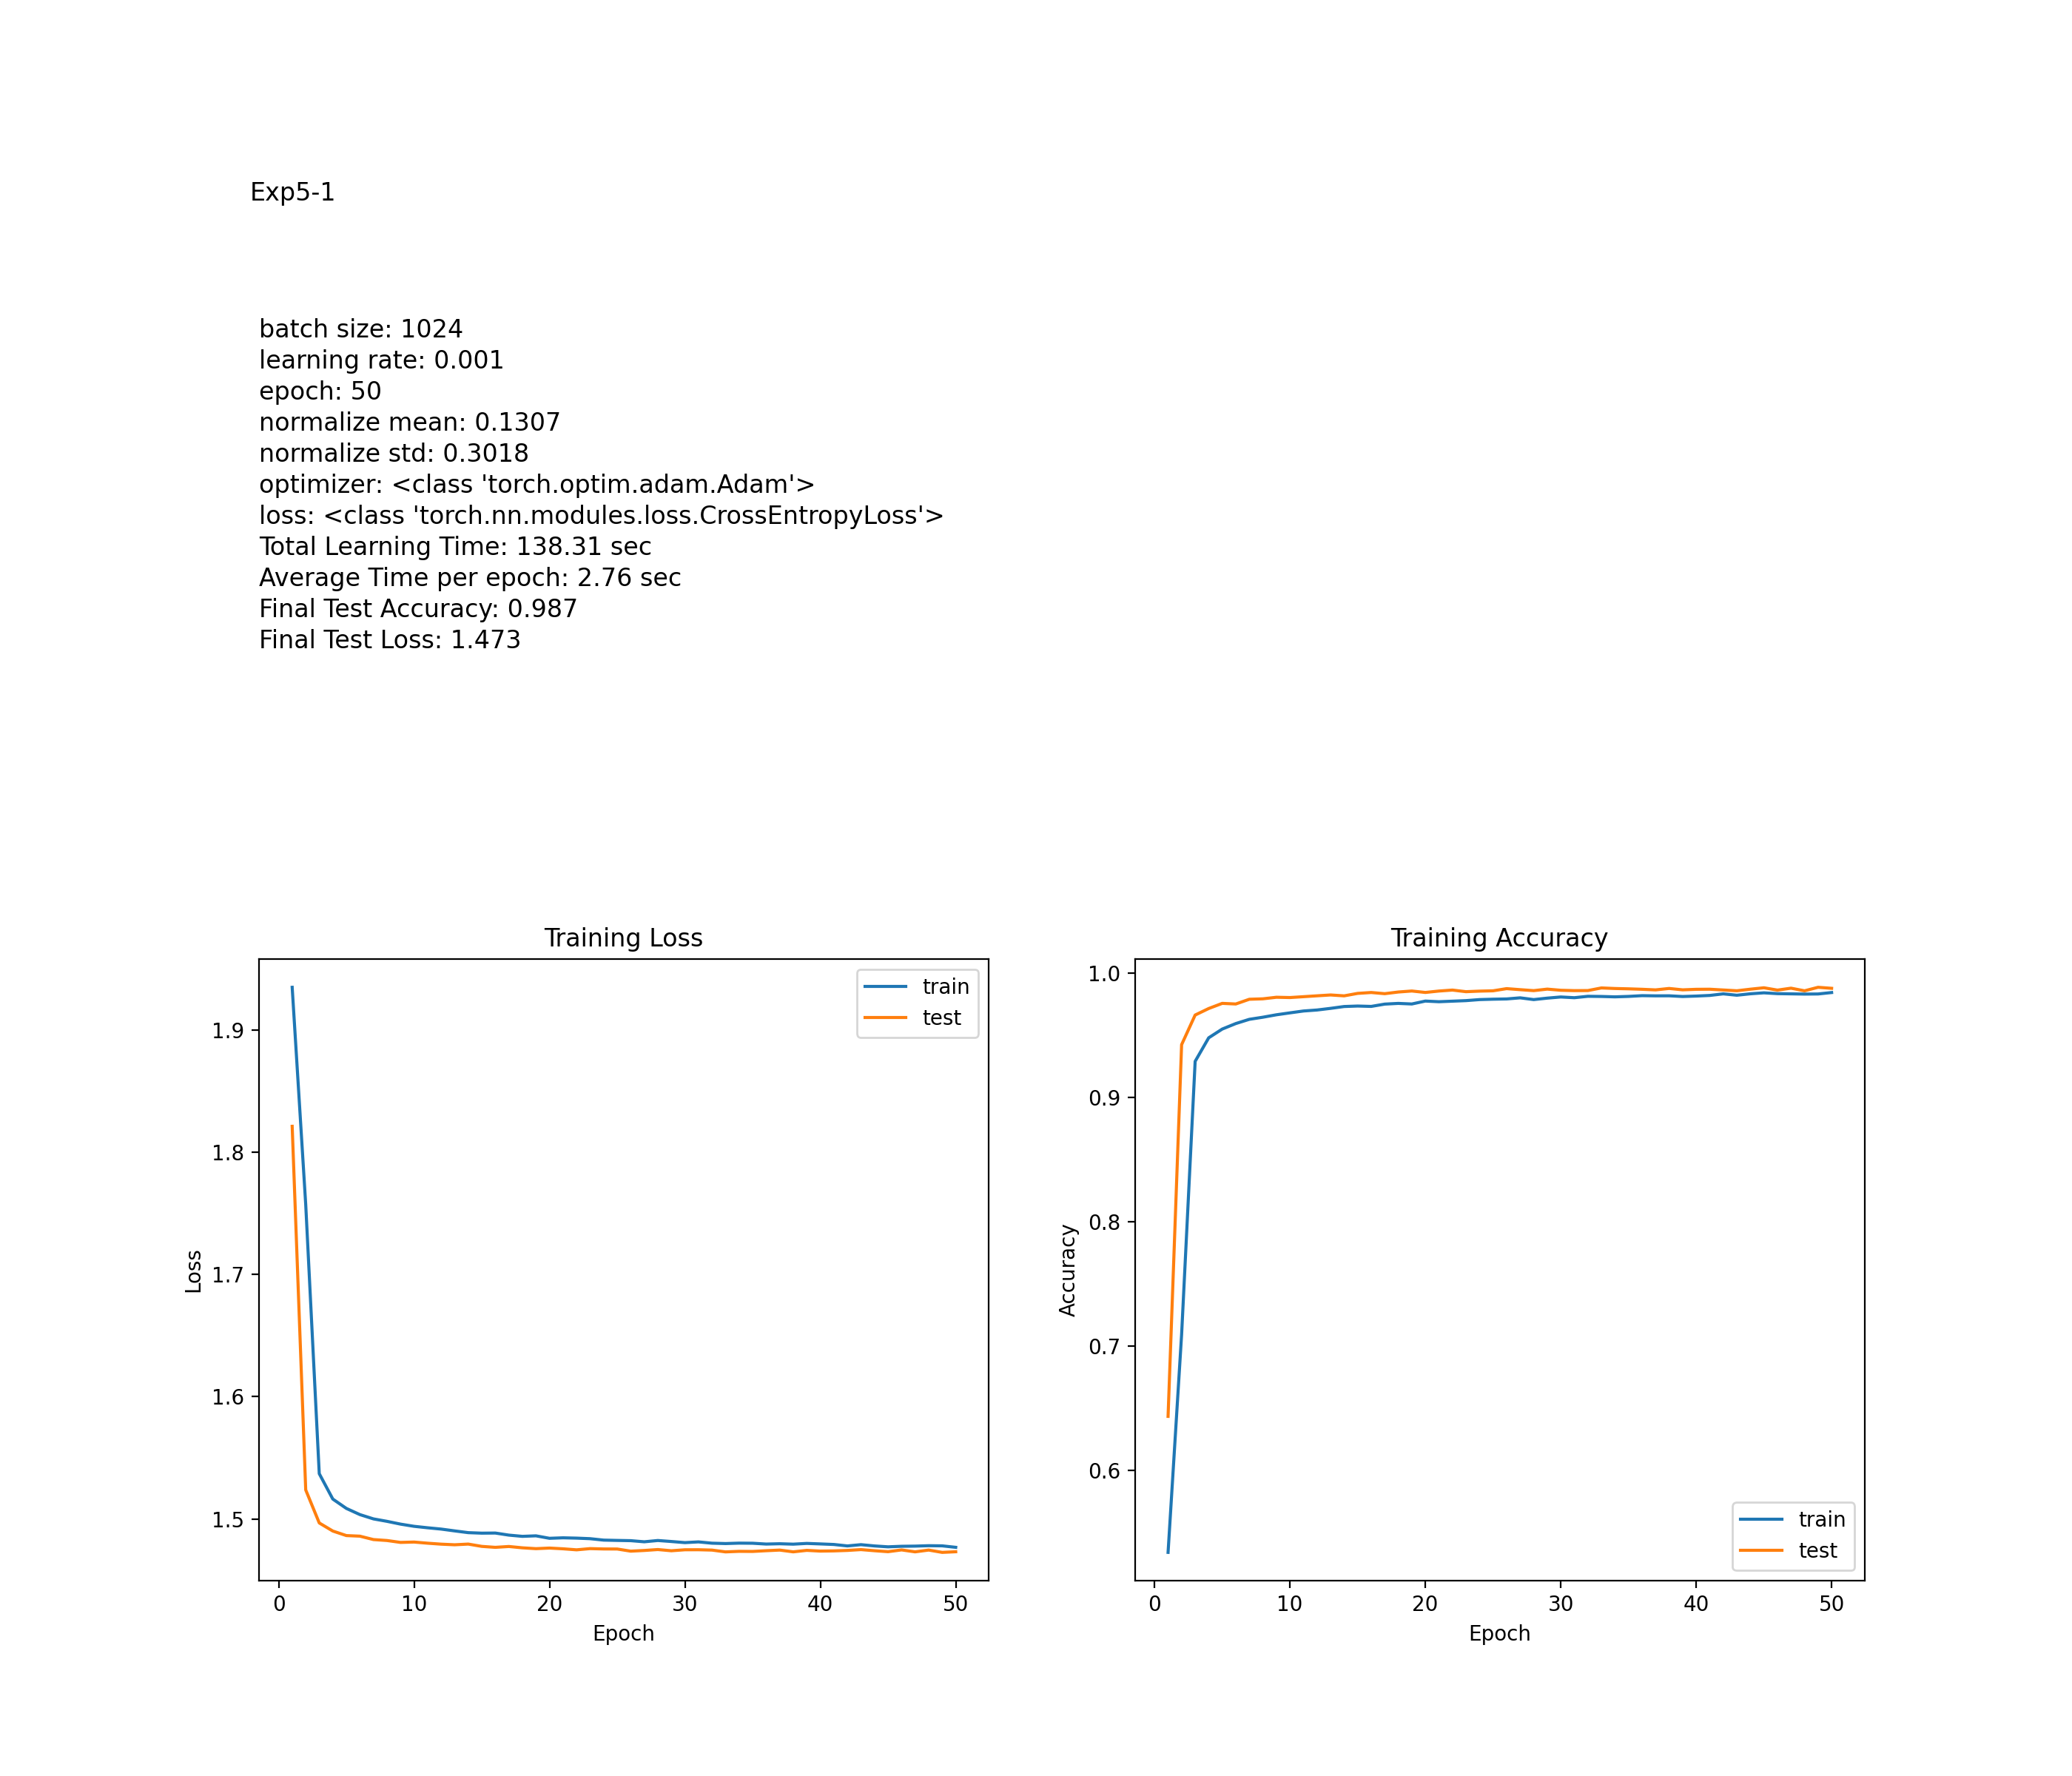 Exp5-1
batch size: 1024
learning rate: 0.001
epoch: 50
normalize mean: 0.1307
normalize std: 0.3018
optimizer: <class 'torch.optim.adam.Adam'>
loss: <class 'torch.nn.modules.loss.CrossEntropyLoss'>
Total Learning Time: 138.31 sec
Average Time per epoch: 2.76 sec
Final Test Accuracy: 0.987
Final Test Loss: 1.473
Training Loss
train
test
1.9
1.8
1.7
1.6
1.5
Loss
0 10 20 30 40 50
Epoch
Training Accuracy
1.0
0.9
0.8
0.7
0.6
Accuracy
train
test
0 10 20 30 40 50
Epoch